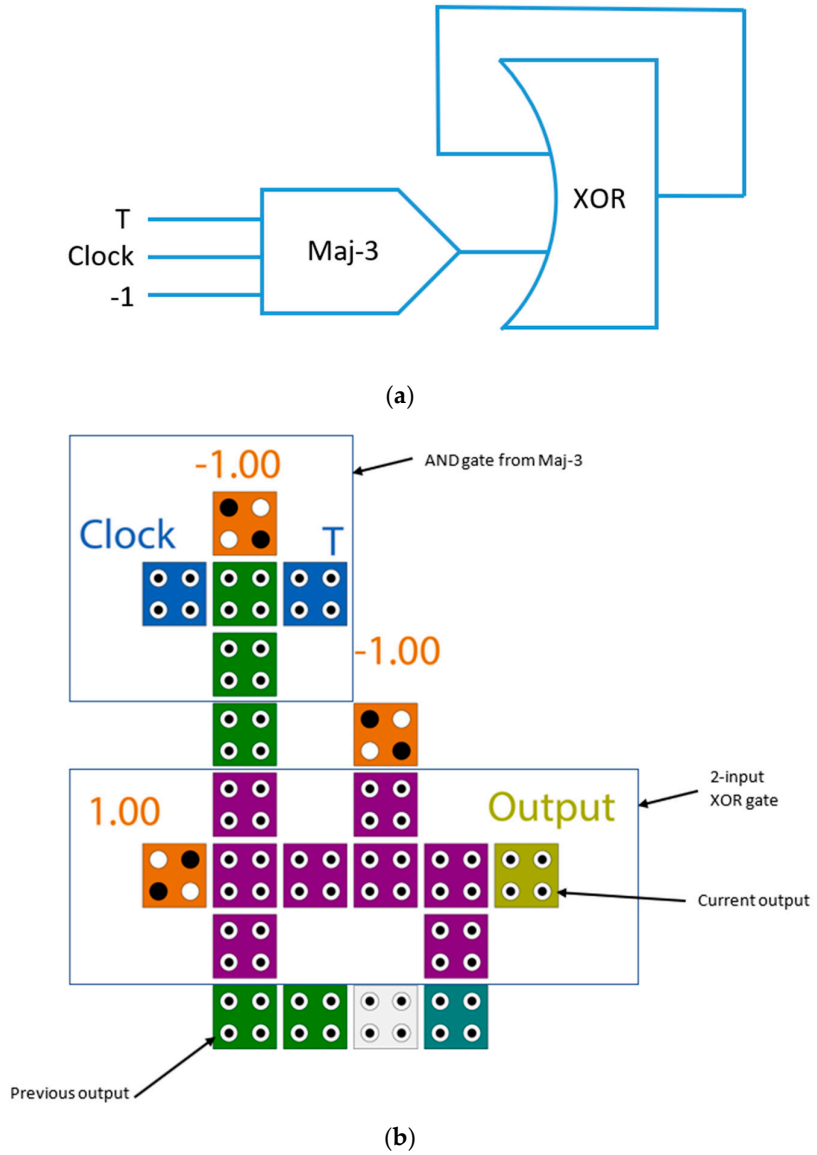 T
Clock
-1
Maj-3
XOR
(a)
-1.00
AND gate from Maj-3
Clock
T
-1.00
1.00
Output
2-input
XOR gate
Current output
Previous output
(b)